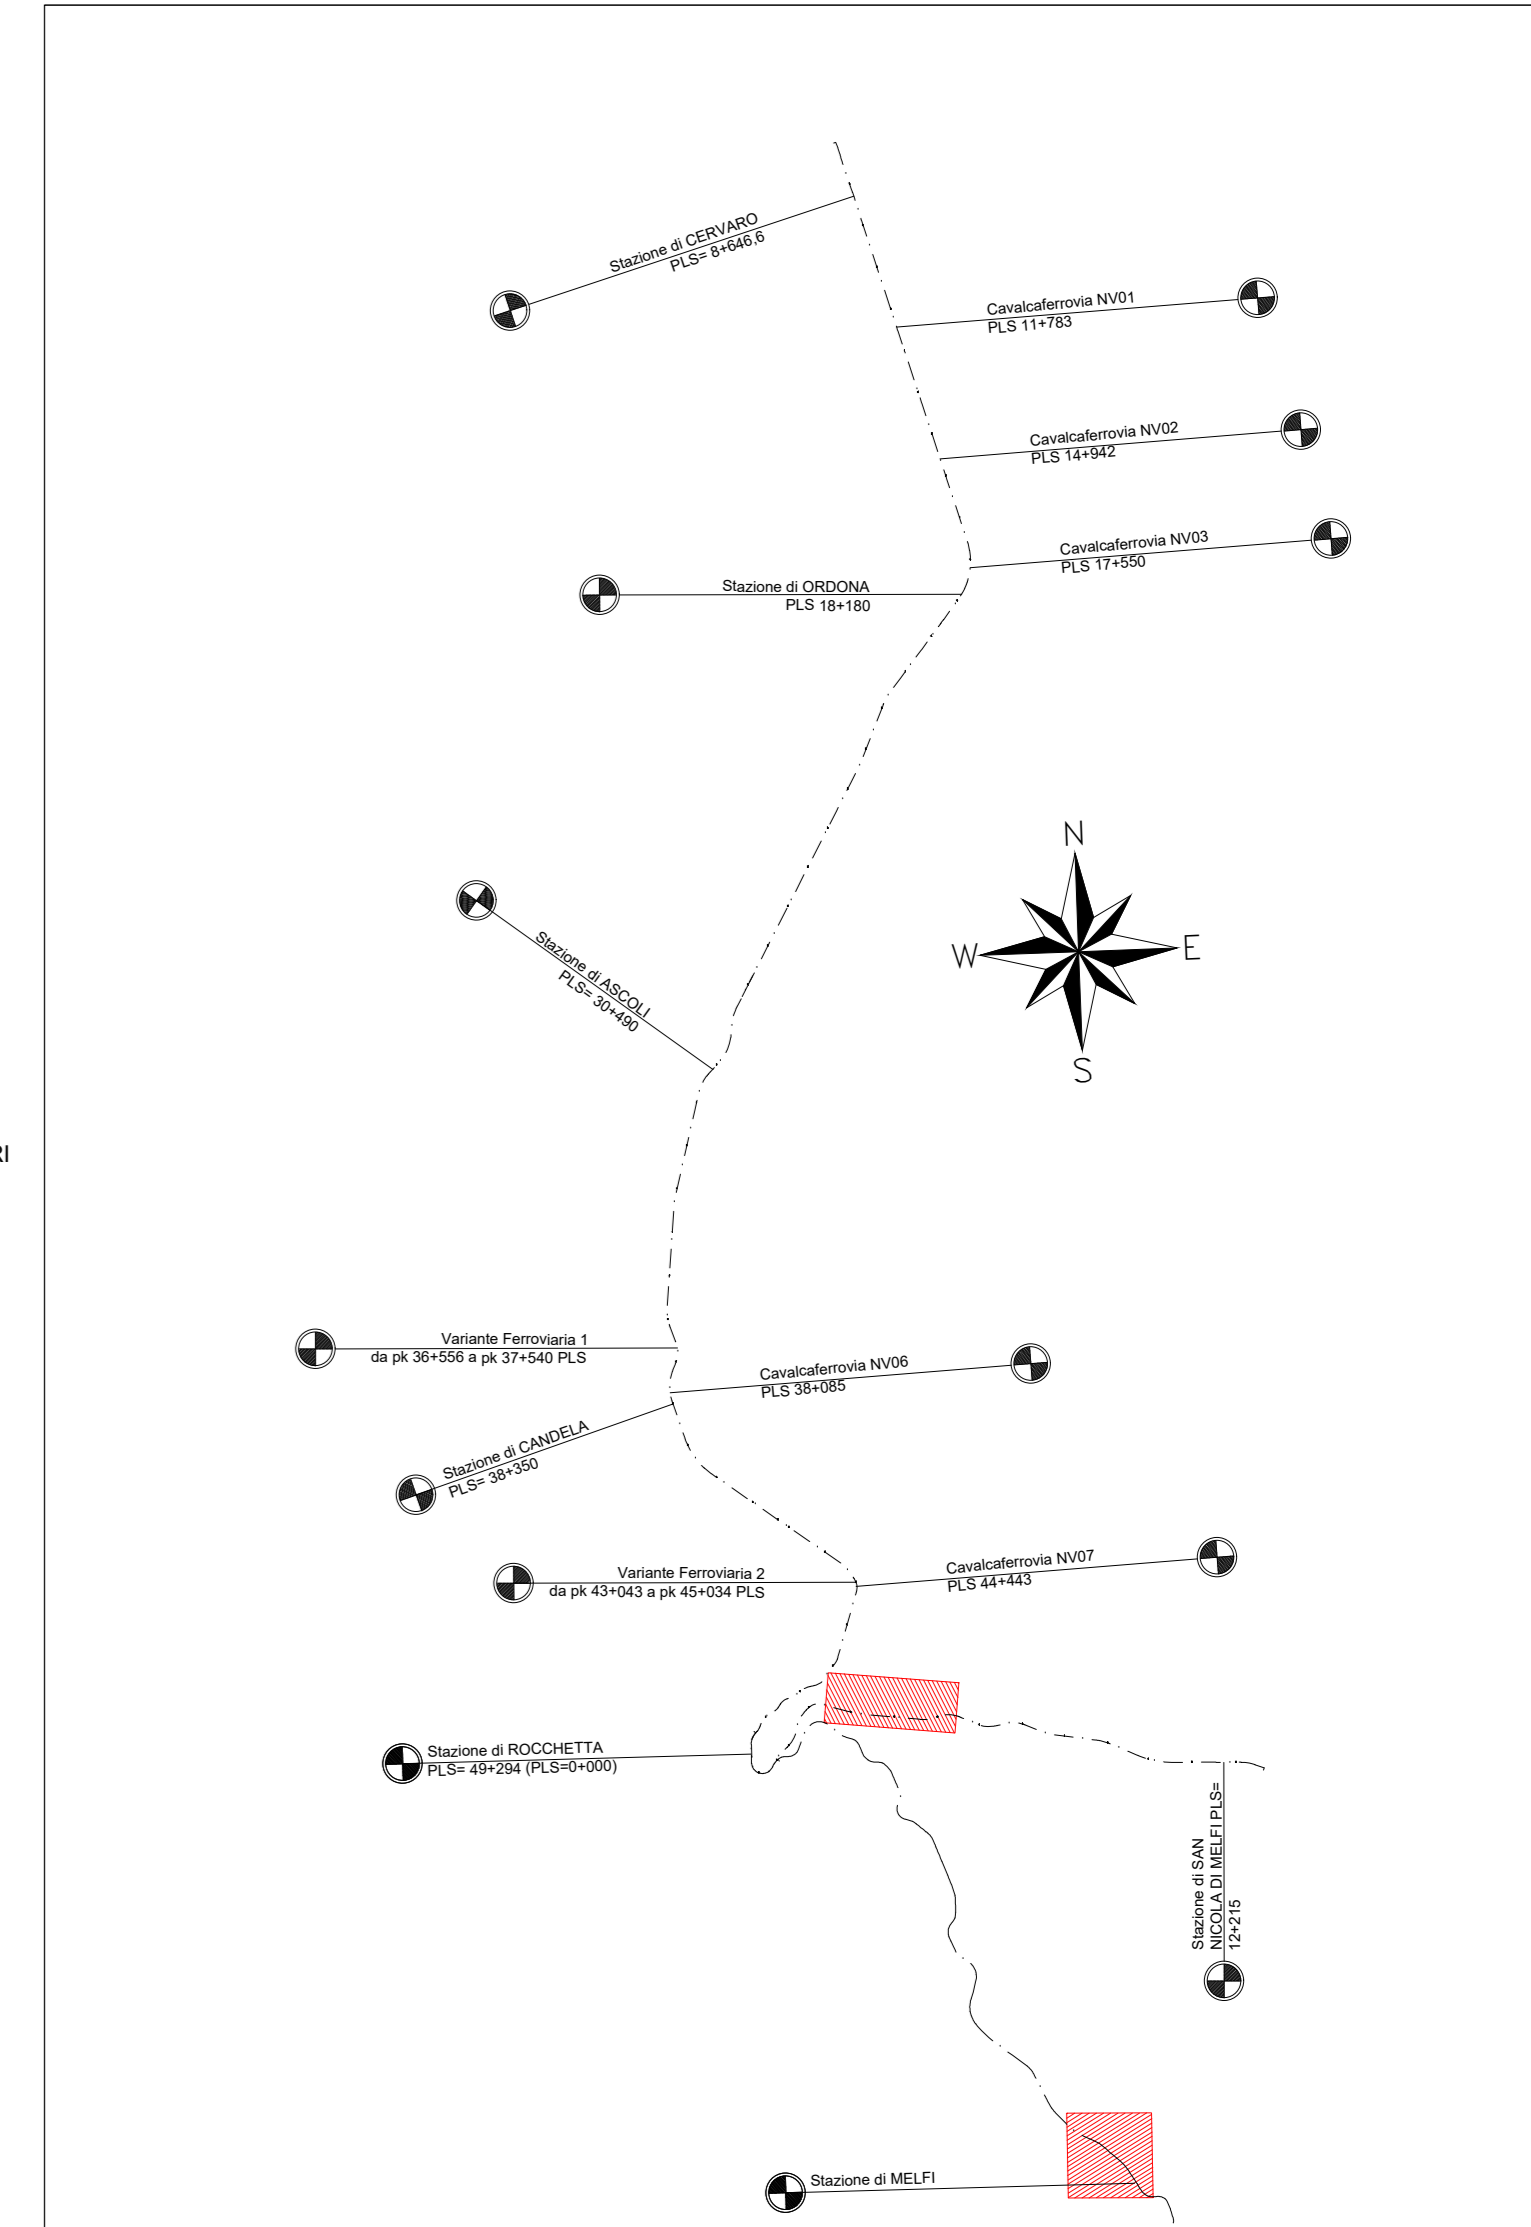 Stazione di CERVARO
PLS= 8+646,6
Cavalcaferrovia NV01
PLS 11+783
Cavalcaferrovia NV02
PLS 14+942
Cavalcaferrovia NV03
PLS 17+550
Stazione di ORDONA
PLS 18+180
N
W
E
S
Stazione di ASCOLI
PLS= 30+490
RI
Variante Ferroviaria 1
da pk 36+556 a pk 37+540 PLS
Cavalcaferrovia NV06
PLS 38+085
Stazione di CANDELA
PLS= 38+350
Variante Ferroviaria 2
da pk 43+043 a pk 45+034 PLS
Cavalcaferrovia NV07
PLS 44+443
Stazione di ROCCHETTA
PLS= 49+294 (PLS=0+000)
Stazione di SAN
NICOLA DI MELFI PLS=
12+215
Stazione di MELFI